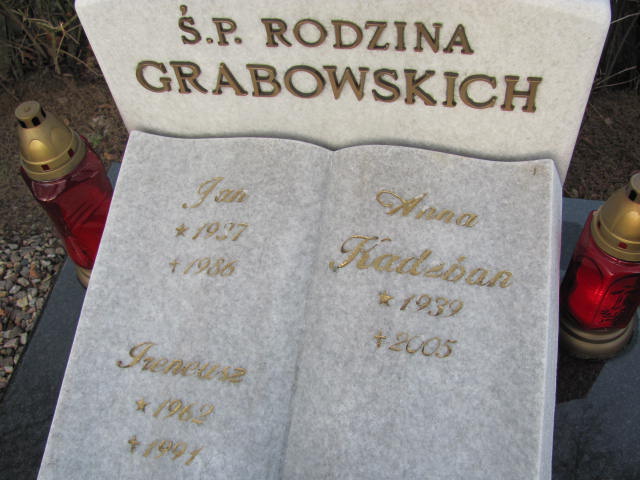 Ś.P. RODZINA
GRABOWSKICH
Jan
* 1937
+ 1986
Ireneusz
* 1962
+ 1991
Anna
Kadzban
* 1939
+ 2005